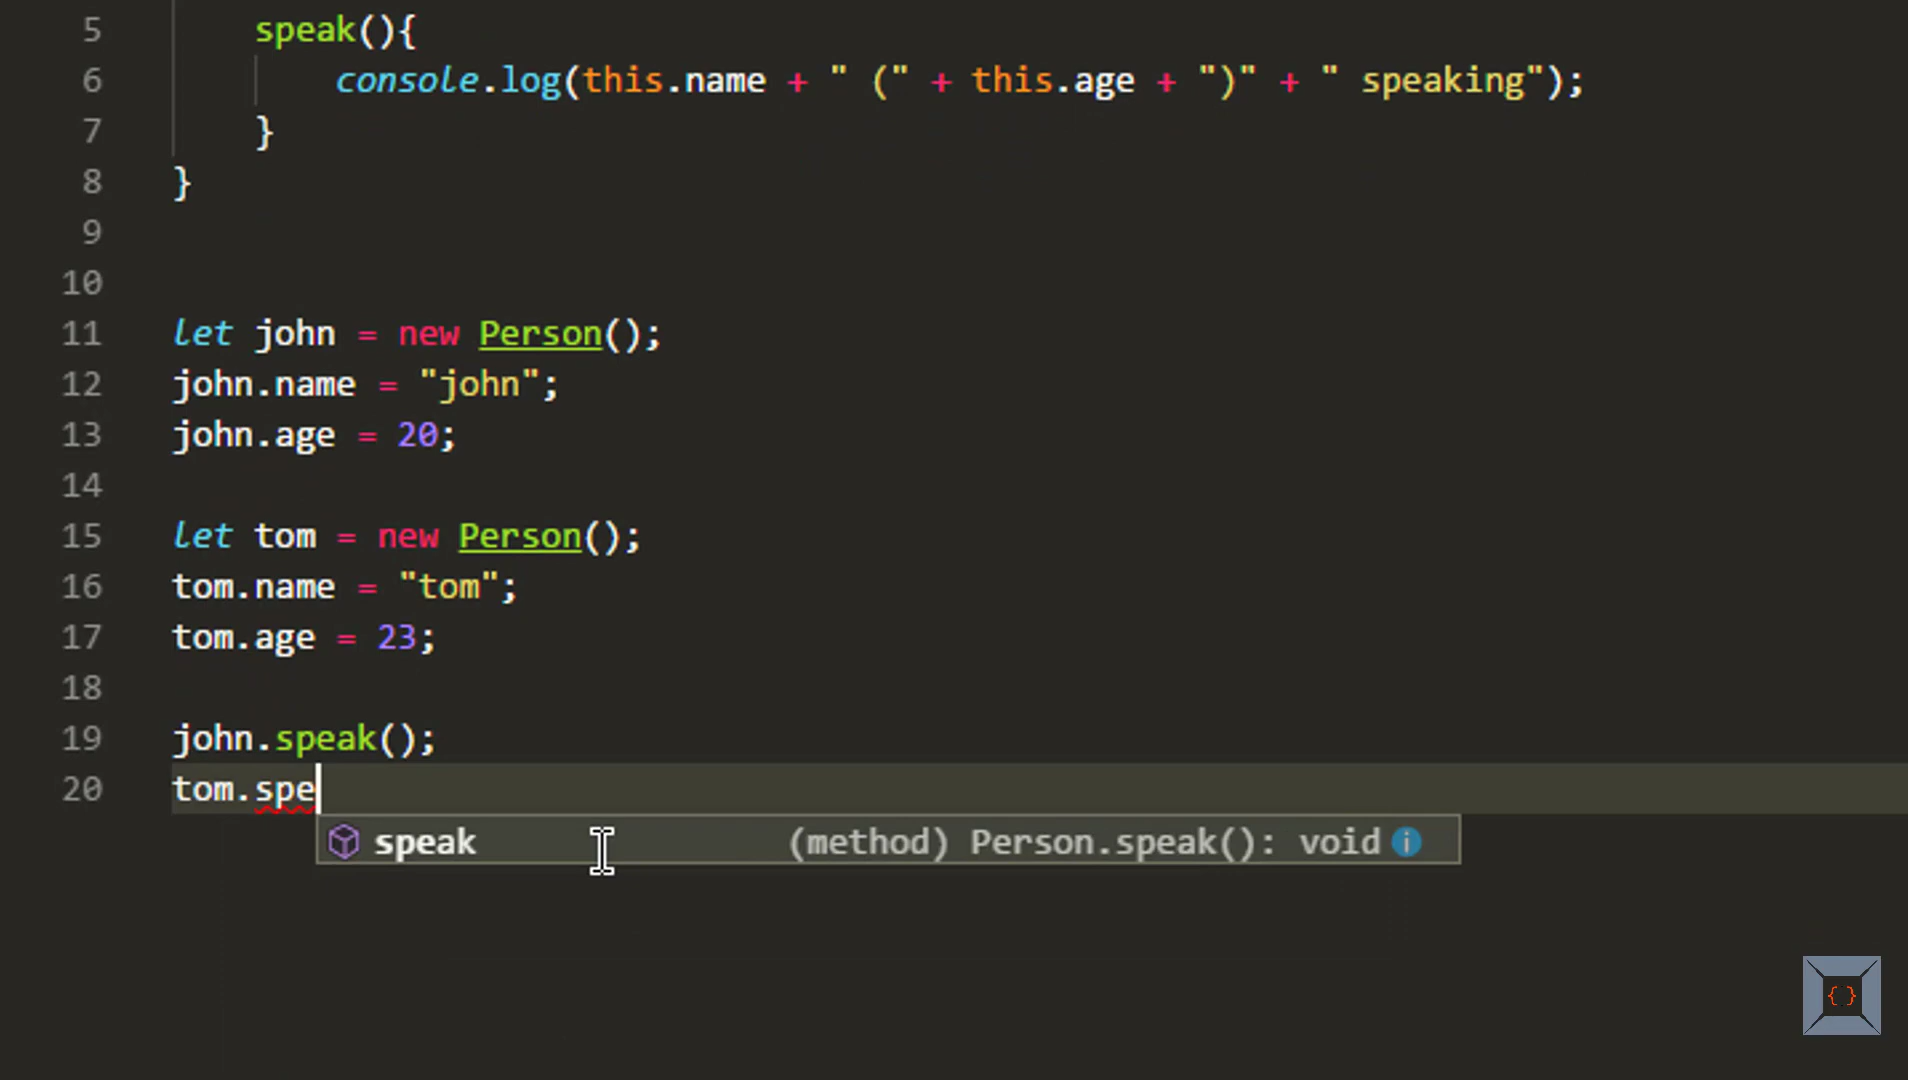 5 speak(){
6 console.log(this.name + " (" + this.age + ")" + " speaking");
7 }
8 }
9
10
11 let john = new Person();
12 john.name = "john";
13 john.age = 20;
14
15 let tom = new Person();
16 tom.name = "tom";
17 tom.age = 23;
18
19 john.speak();
20 tom.spe
speak (method) Person.speak(): void i
{}